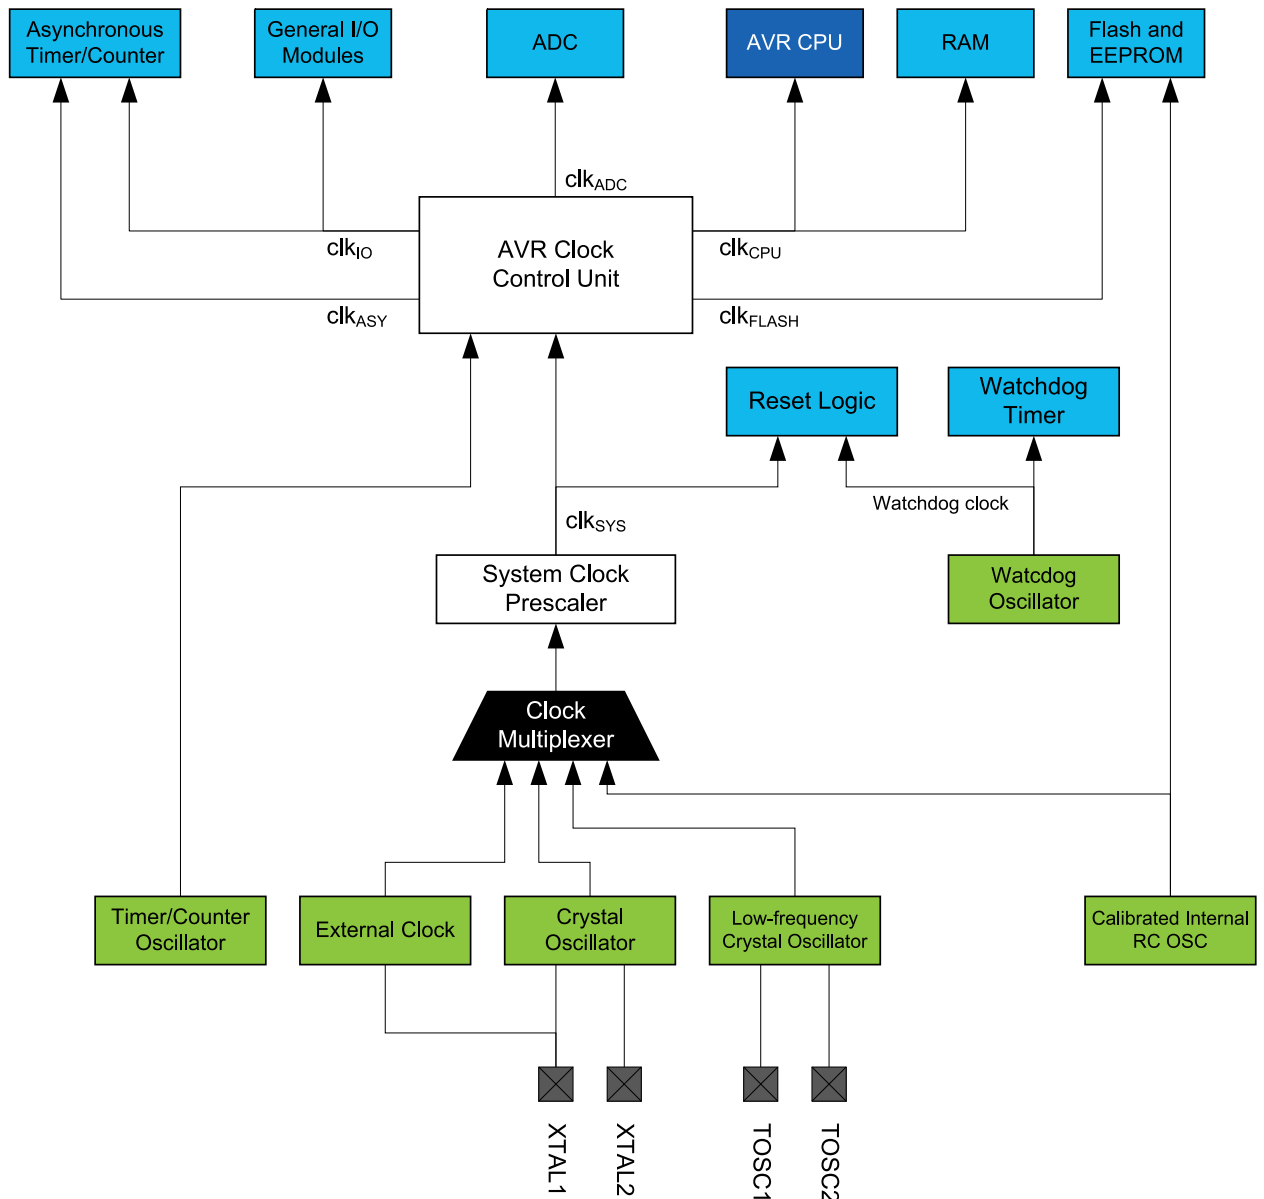 Asynchronous
Timer/Counter
General I/O
Modules
ADC
AVR CPU
RAM
Flash and
EEPROM
clkADC
AVR Clock
Control Unit
clkIO
clkCPU
clkASY
clkFLASH
Reset Logic
Watchdog
Timer
Watchdog clock
clkSYS
System Clock
Prescaler
Watcdog
Oscillator
Clock
Multiplexer
Timer/Counter
Oscillator
External Clock
Crystal
Oscillator
Low-frequency
Crystal Oscillator
Calibrated Internal
RC OSC
XTAL1
XTAL2
TOSC1
TOSC2